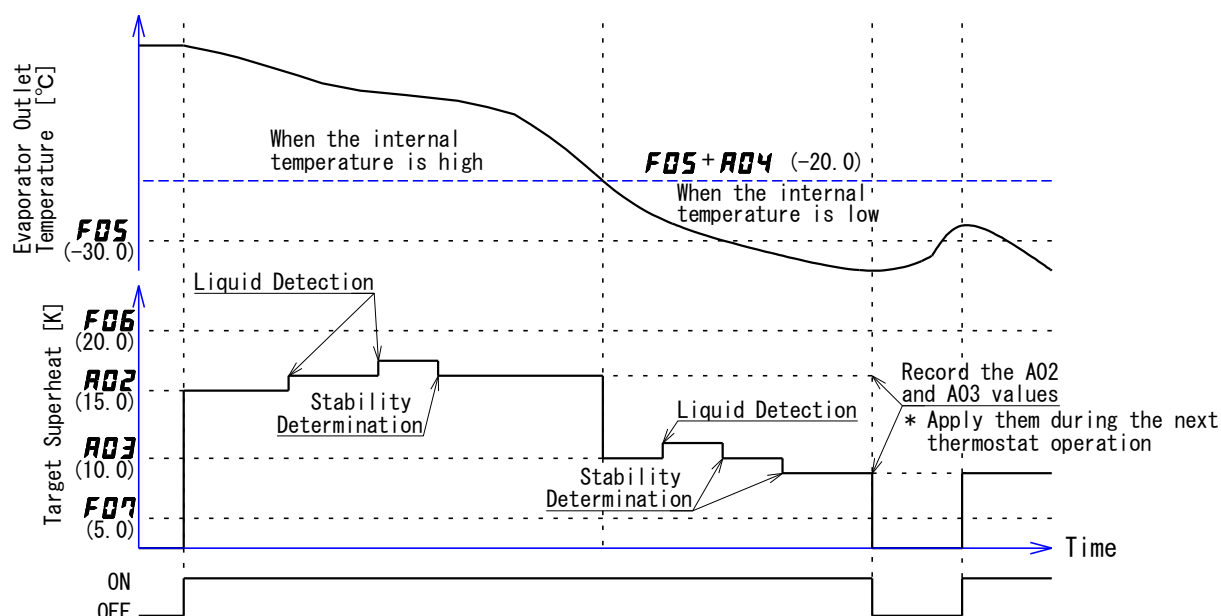 Evaporator Outlet
Temperature [℃]
When the internal
temperature is high
F05+A04 (-20.0)
When the internal
temperature is low
F05
(-30.0)
Target Superheat [K]
Liquid Detection
F06
(20.0)
A02
(15.0)
Stability
Determination
A03
(10.0)
F07
(5.0)
Liquid Detection
Stability
Determination
Record the A02
and A03 values
* Apply them during the next
thermostat operation
Time
ON
OFF